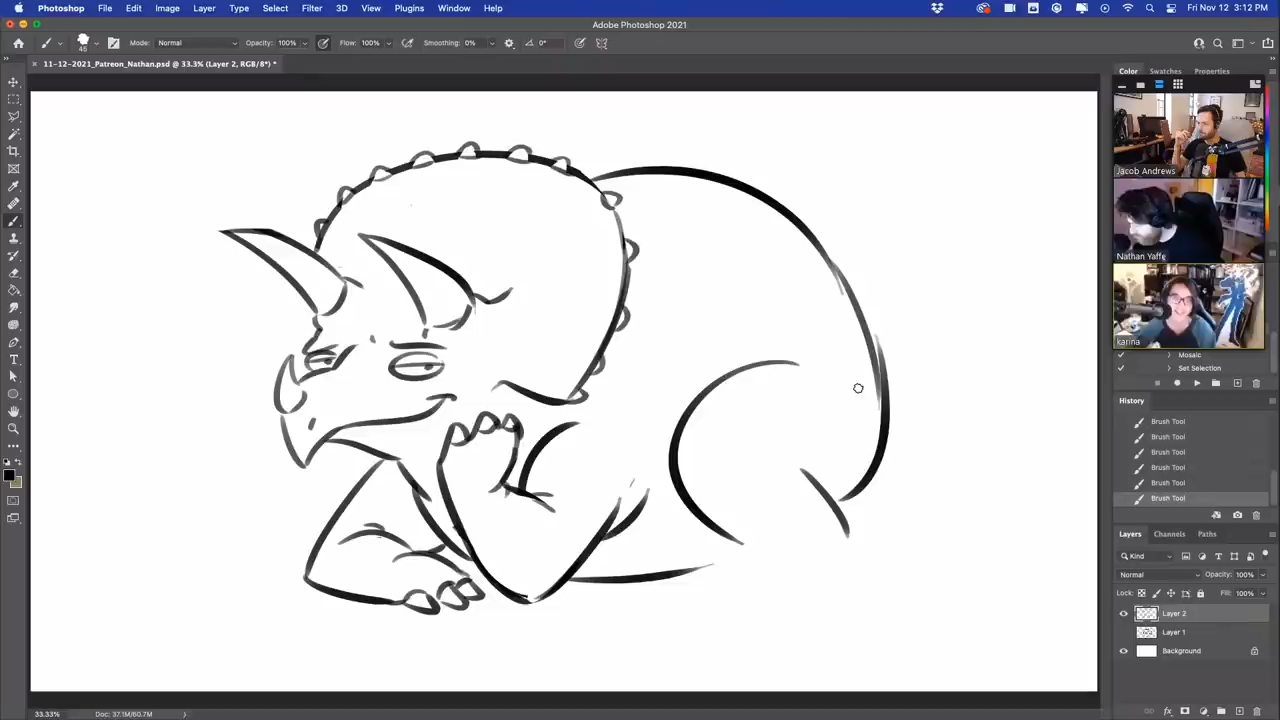 Photoshop File Edit Image Layer Type Select Filter 3D View Plugins Window Help Fri Nov 12 3:12 PM
Adobe Photoshop 2021
45 Mode: Normal Opacity: 100% Flow: 100% Smoothing: 0% 0°
11-12-2021_Patreon_Nathan.psd @ 33.3% (Layer 2, RGB/8*) *
Color Swatches Properties
Jacob Andrews
Nathan Yaffe
karina
Mosaic
Set Selection
History
Brush Tool
Brush Tool
Brush Tool
Brush Tool
Brush Tool
Brush Tool
Layers Channels Paths
Kind
Normal Opacity: 100%
Lock: Fill: 100%
Layer 2
Layer 1
Background
33.33% Doc: 37.1M/60.7M